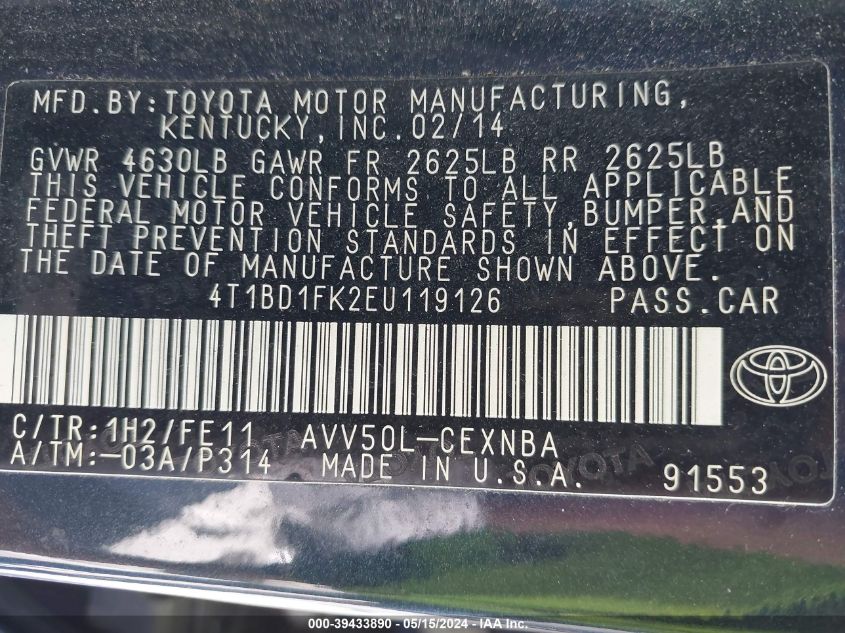 MFD.BY:TOYOTA MOTOR MANUFACTURING,
KENTUCKY, INC.02/14
GVWR 4630LB GAWR FR 2625LB RR 2625LB
THIS VEHICLE CONFORMS TO ALL APPLICABLE
FEDERAL MOTOR VEHICLE SAFETY,BUMPER,AND
THEFT PREVENTION STANDARDS IN EFFECT ON
THE DATE OF MANUFACTURE SHOWN ABOVE.
4T1BD1FK2EU119126 PASS.CAR
C/TR:1H2/FE11 AVV50L-CEXNBA
A/TM:-03A/P314 MADE IN U.S.A. 91553
TOYOTA
000-39433890 - 05/15/2024 - IAA, Inc.